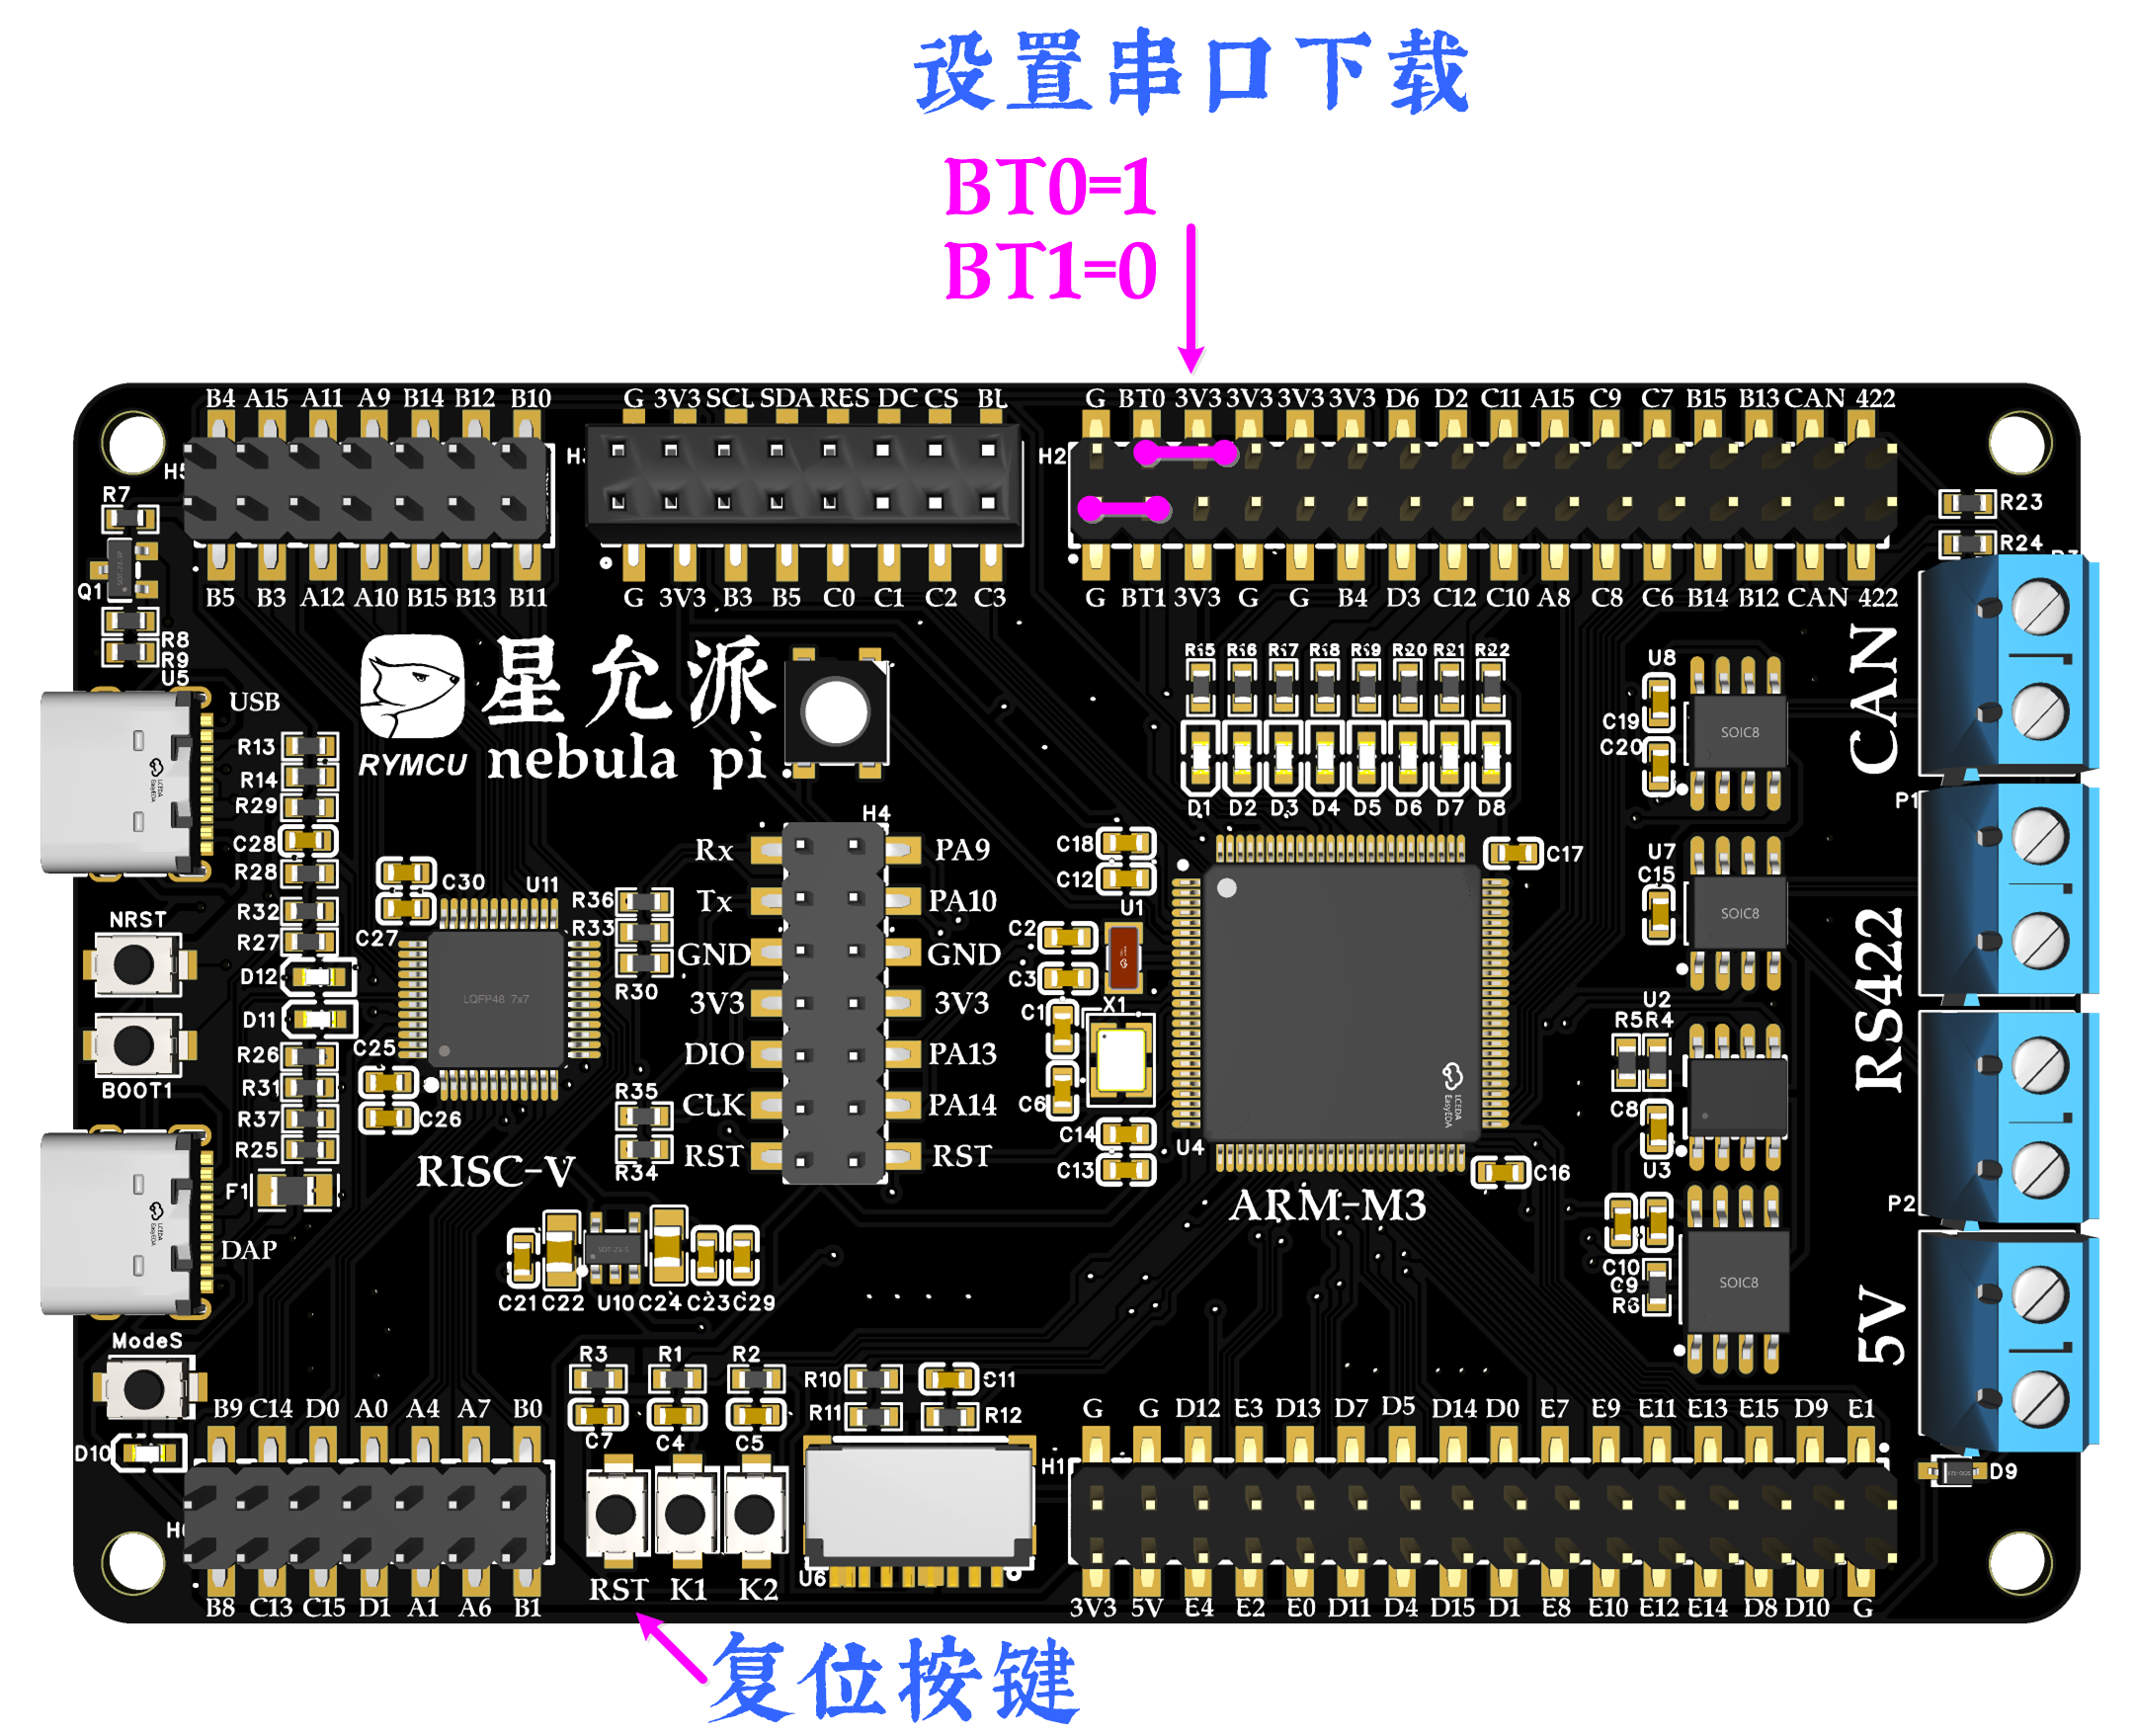 设置串口下载
BT0=1
BT1=0
B4 A15 A11 A9 B14 B12 B10
G 3V3 SCL SDA RES DC CS BL
G BT0 3V3 3V3 3V3 3V3 D6 D2 C11 A15 C9 C7 B15 B13 CAN 422
H2
R7
R23
R24
Q1
B5 B3 A12 A10 B15 B13 B11
G 3V3 B3 B5 C0 C1 C2 C3
G BT1 3V3 G G B4 D3 C12 C10 A8 C8 C6 B14 B12 CAN 422
R8
R9
U5
USB
星允派
RYMCU
nebula pi
R15 R16 R17 R18 R19 R20 R21 R22
D1 D2 D3 D4 D5 D6 D7 D8
U8
C19
C20
SOIC8
CAN
P1
R13
R14
R29
C28
R28
R32
R27
D12
D11
R26
R31
R37
R25
F1
NRST
BOOT1
LCEDA
EasyEDA
C30
U11
C27
LQFP48 7x7
C25
C26
RISC-V
R36
R33
R30
R35
R34
H4
Rx PA9
Tx PA10
GND GND
3V3 3V3
DIO PA13
CLK PA14
RST RST
C18
C12
U1
C2
C3
X1
C1
C6
C14
C13
C17
U4
C16
LCEDA
EasyEDA
ARM-M3
U7
C15
SOIC8
RS422
U2
R5 R4
C8
U3
P2
C10
C9
R6
SOIC8
5V
DAP
LCEDA
EasyEDA
C21 C22 U10 C24 C23 C29
ModeS
D10
R3 R1 R2
C7 C4 C5
R10 C11
R11 R12
B9 C14 D0 A0 A4 A7 B0
G G D12 E3 D13 D7 D5 D14 D0 E7 E9 E11 E13 E15 D9 E1
H1
D9
U6
RST K1 K2
B8 C13 C15 D1 A1 A6 B1
3V3 5V E4 E2 E0 D11 D4 D15 D1 E8 E10 E12 E14 D8 D10 G
复位按键